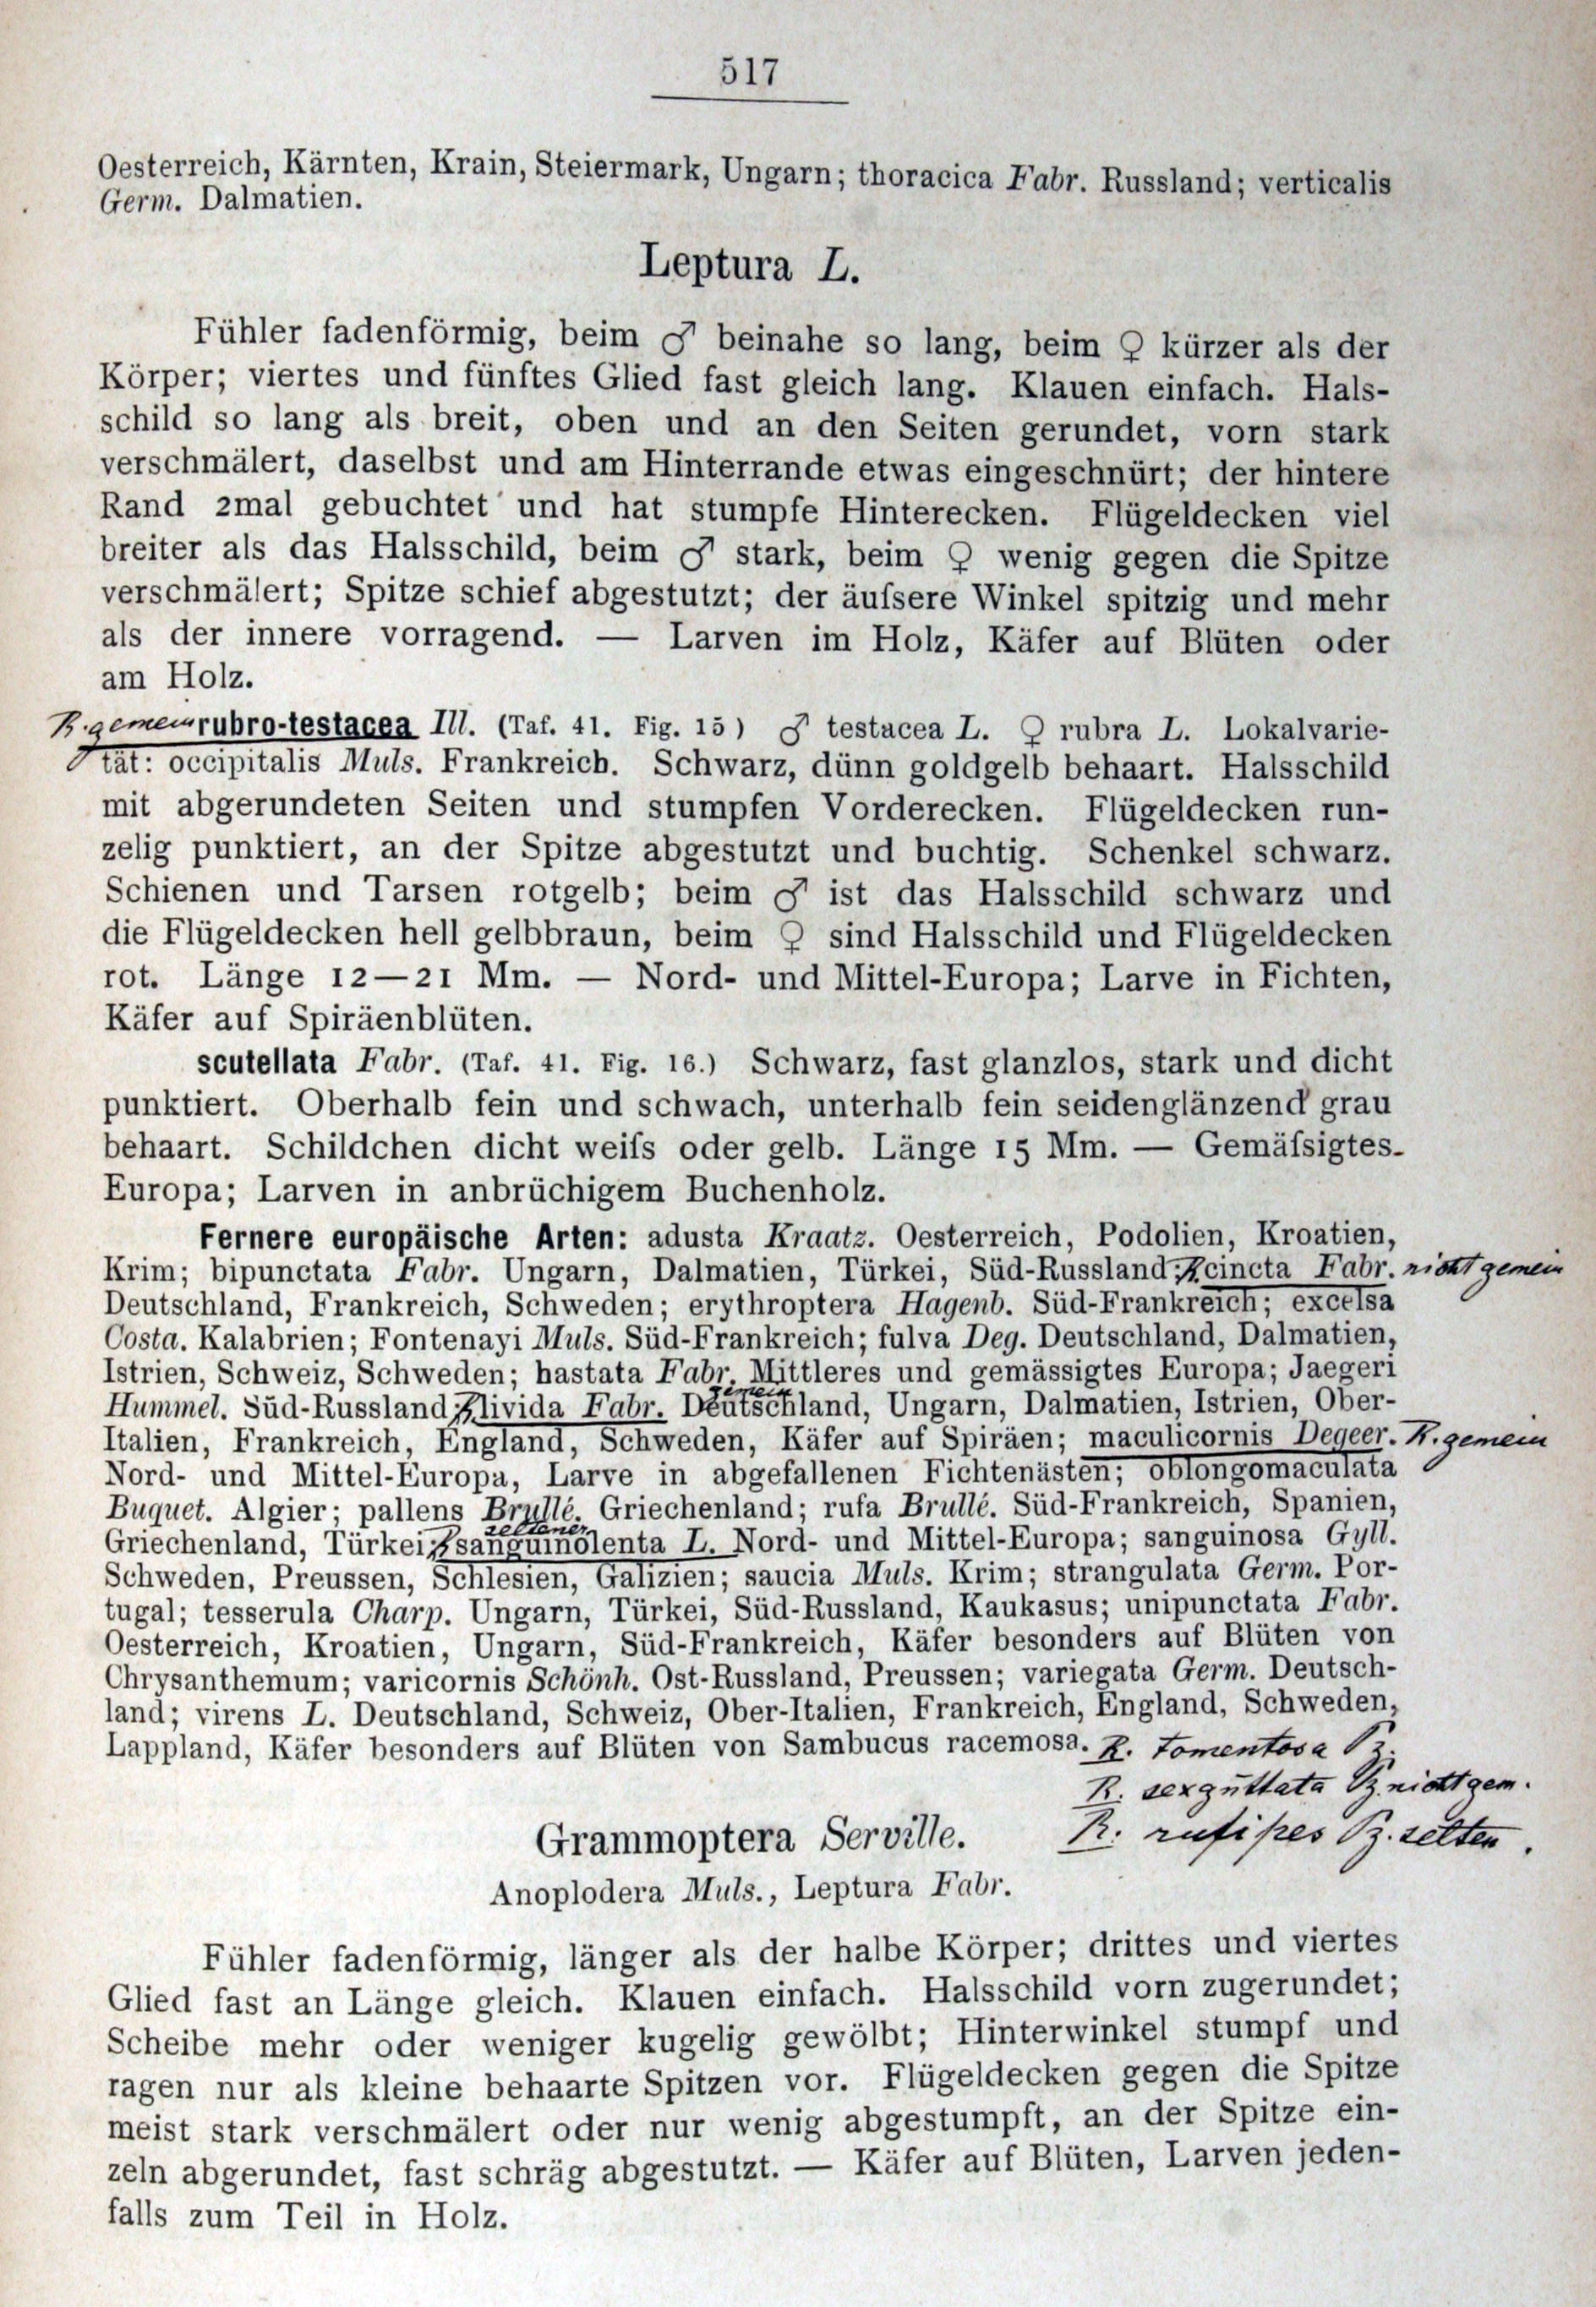 517
Oesterreich, Kärnten, Krain, Steiermark, Ungarn; thoracica Fabr. Russland; verticalis
Germ. Dalmatien.
Leptura L.
Fühler fadenförmig, beim ♂ beinahe so lang, beim ♀ kürzer als der
Körper; viertes und fünftes Glied fast gleich lang. Klauen einfach. Hals-
schild so lang als breit, oben und an den Seiten gerundet, vorn stark
verschmälert, daselbst und am Hinterrande etwas eingeschnürt; der hintere
Rand 2mal gebuchtet und hat stumpfe Hinterecken. Flügeldecken viel
breiter als das Halsschild, beim ♂ stark, beim ♀ wenig gegen die Spitze
verschmälert; Spitze schief abgestutzt; der äuſsere Winkel spitzig und mehr
als der innere vorragend. — Larven im Holz, Käfer auf Blüten oder
am Holz.
R. gemein rubro-testacea Ill. (Taf. 41. Fig. 15) ♂ testacea L. ♀ rubra L. Lokalvarie-
tät: occipitalis Muls. Frankreich. Schwarz, dünn goldgelb behaart. Halsschild
mit abgerundeten Seiten und stumpfen Vorderecken. Flügeldecken run-
zelig punktiert, an der Spitze abgestutzt und buchtig. Schenkel schwarz.
Schienen und Tarsen rotgelb; beim ♂ ist das Halsschild schwarz und
die Flügeldecken hell gelbbraun, beim ♀ sind Halsschild und Flügeldecken
rot. Länge 12—21 Mm. — Nord- und Mittel-Europa; Larve in Fichten,
Käfer auf Spiräenblüten.
scutellata Fabr. (Taf. 41. Fig. 16.) Schwarz, fast glanzlos, stark und dicht
punktiert. Oberhalb fein und schwach, unterhalb fein seidenglänzend grau
behaart. Schildchen dicht weiſs oder gelb. Länge 15 Mm. — Gemäſsigtes-
Europa; Larven in anbrüchigem Buchenholz.
Fernere europäische Arten: adusta Kraatz. Oesterreich, Podolien, Kroatien,
Krim; bipunctata Fabr. Ungarn, Dalmatien, Türkei, Süd-Russland; R. cincta Fabr. nicht gemein
Deutschland, Frankreich, Schweden; erythroptera Hagenb. Süd-Frankreich; excelsa
Costa. Kalabrien; Fontenayi Muls. Süd-Frankreich; fulva Deg. Deutschland, Dalmatien,
Istrien, Schweiz, Schweden; hastata Fabr. Mittleres und gemässigtes Europa; Jaegeri
gemein
Hummel. Süd-Russland; R. livida Fabr. Deutschland, Ungarn, Dalmatien, Istrien, Ober-
Italien, Frankreich, England, Schweden, Käfer auf Spiräen; maculicornis Degeer. R. gemein
Nord- und Mittel-Europa, Larve in abgefallenen Fichtenästen; oblongomaculata
Buquet. Algier; pallens Brullé. Griechenland; rufa Brullé. Süd-Frankreich, Spanien,
seltener
Griechenland, Türkei; R. sanguinolenta L. Nord- und Mittel-Europa; sanguinosa Gyll.
Schweden, Preussen, Schlesien, Galizien; saucia Muls. Krim; strangulata Germ. Por-
tugal; tesserula Charp. Ungarn, Türkei, Süd-Russland, Kaukasus; unipunctata Fabr.
Oesterreich, Kroatien, Ungarn, Süd-Frankreich, Käfer besonders auf Blüten von
Chrysanthemum; varicornis Schönh. Ost-Russland, Preussen; variegata Germ. Deutsch-
land; virens L. Deutschland, Schweiz, Ober-Italien, Frankreich, England, Schweden,
Lappland, Käfer besonders auf Blüten von Sambucus racemosa. R. tomentosa Pz.
R. sexguttata Pz. nicht gem.
R. rufipes Pz. selten.
Grammoptera Serville.
Anoplodera Muls., Leptura Fabr.
Fühler fadenförmig, länger als der halbe Körper; drittes und viertes
Glied fast an Länge gleich. Klauen einfach. Halsschild vorn zugerundet;
Scheibe mehr oder weniger kugelig gewölbt; Hinterwinkel stumpf und
ragen nur als kleine behaarte Spitzen vor. Flügeldecken gegen die Spitze
meist stark verschmälert oder nur wenig abgestumpft, an der Spitze ein-
zeln abgerundet, fast schräg abgestutzt. — Käfer auf Blüten, Larven jeden-
falls zum Teil in Holz.